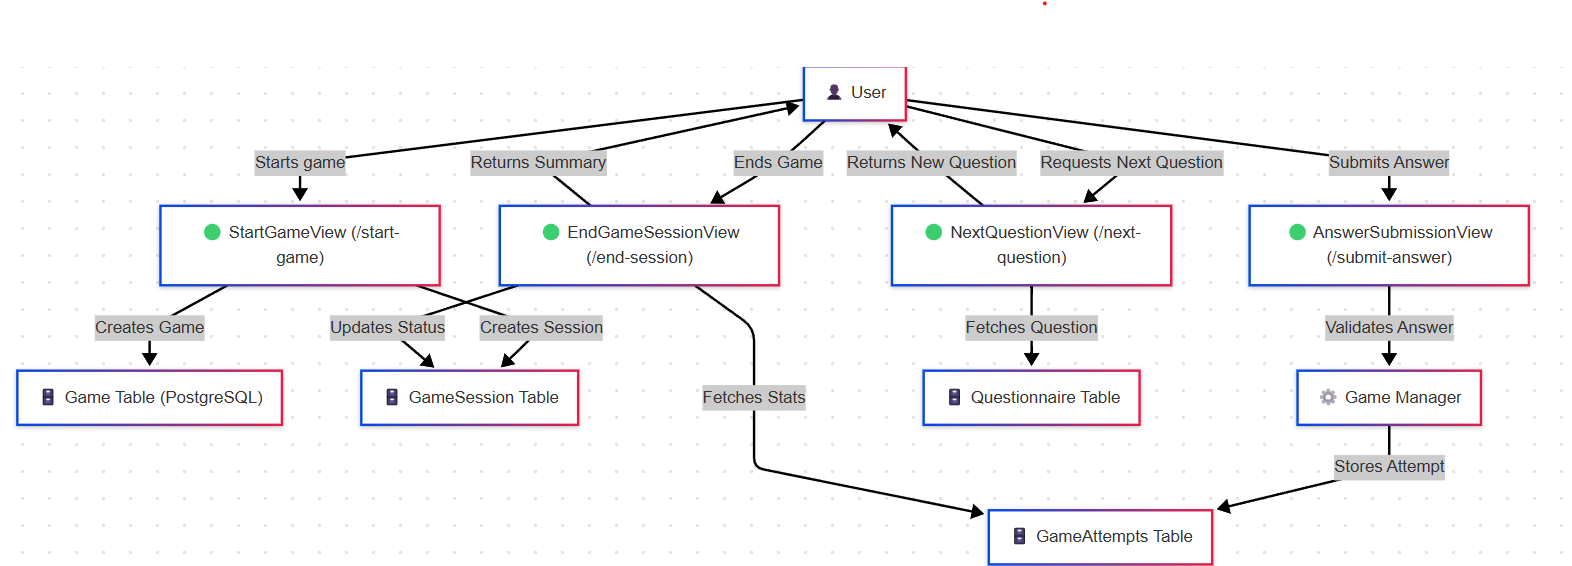 User
Starts game
Returns Summary
Ends Game
Returns New Question
Requests Next Question
Submits Answer
StartGameView (/start-
game)
EndGameSessionView
(/end-session)
NextQuestionView (/next-
question)
AnswerSubmissionView
(/submit-answer)
Creates Game
Updates Status
Creates Session
Fetches Question
Validates Answer
Game Table (PostgreSQL)
GameSession Table
Fetches Stats
Questionnaire Table
Game Manager
Stores Attempt
GameAttempts Table